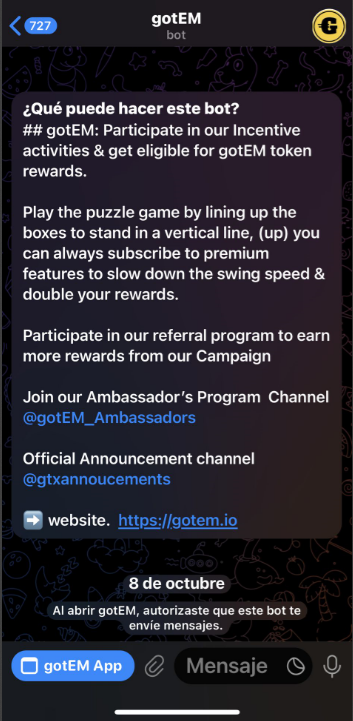 727
gotEM
bot
G
¿Qué puede hacer este bot?
## gotEM: Participate in our Incentive
activities & get eligible for gotEM token
rewards.
Play the puzzle game by lining up the
boxes to stand in a vertical line, (up) you
can always subscribe to premium
features to slow down the swing speed &
double your rewards.
Participate in our referral program to earn
more rewards from our Campaign
Join our Ambassador's Program  Channel
@gotEM_Ambassadors
Official Announcement channel
@gtxannoucements
➡️ website.  https://gotem.io
8 de octubre
Al abrir gotEM, autorizaste que este bot te
envíe mensajes.
gotEM App
Mensaje